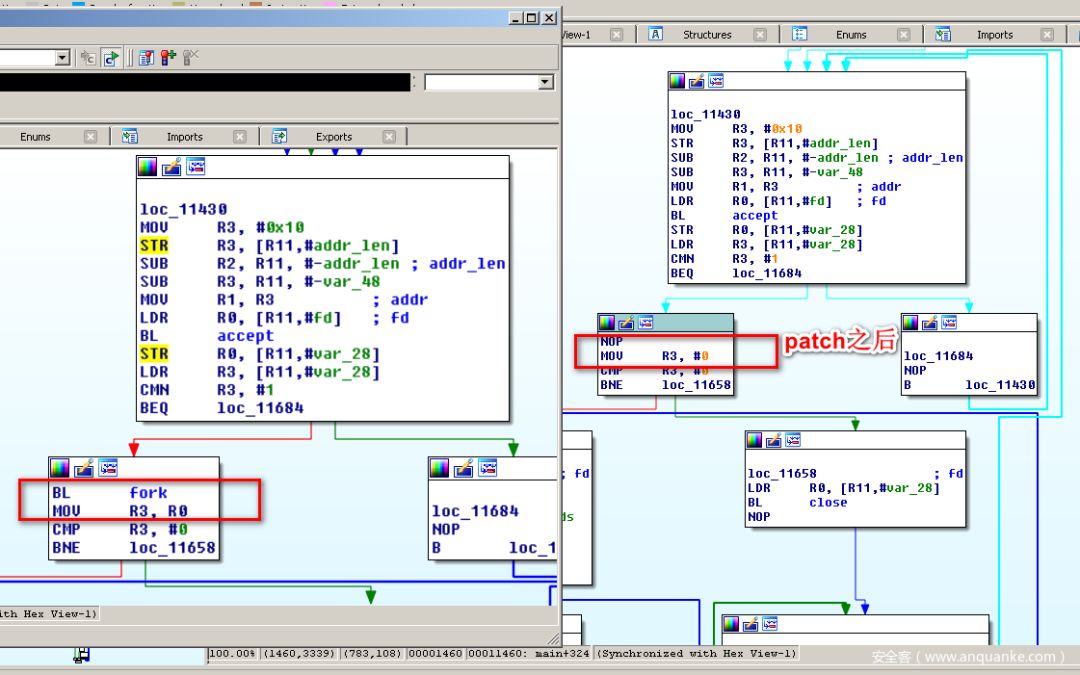 Enums Imports Exports
loc_11430
MOV R3, #0x10
STR R3, [R11,#addr_len]
SUB R2, R11, #-addr_len ; addr_len
SUB R3, R11, #-var_48
MOV R1, R3 ; addr
LDR R0, [R11,#fd] ; fd
BL accept
STR R0, [R11,#var_28]
LDR R3, [R11,#var_28]
CMN R3, #1
BEQ loc_11684
BL fork
MOV R3, R0
CMP R3, #0
BNE loc_11658
loc_11684
NOP
B loc_1
ith Hex View-1)
iew-1 Structures Enums Imports
loc_11430
MOV R3, #0x10
STR R3, [R11,#addr_len]
SUB R2, R11, #-addr_len ; addr_len
SUB R3, R11, #-var_48
MOV R1, R3 ; addr
LDR R0, [R11,#fd] ; fd
BL accept
STR R0, [R11,#var_28]
LDR R3, [R11,#var_28]
CMN R3, #1
BEQ loc_11684
NOP
MOV R3, #0
CMP R3, #0
BNE loc_11658
patch之后
loc_11684
NOP
B loc_11430
; fd
ds
loc_11658 ; fd
LDR R0, [R11,#var_28]
BL close
NOP
100.00% (1460,3339) (783,108) 00001460 00011460: main+324 (Synchronized with Hex View-1)
安全客（www.anquanke.com）